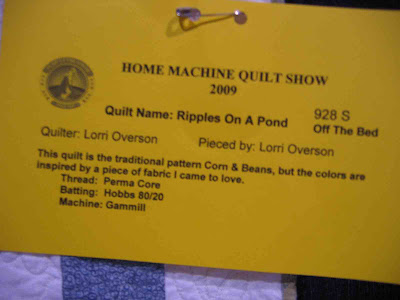 HOME MACHINE QUILT SHOW
2009
Quilt Name: Ripples On A Pond 928 S
Off The Bed
Quilter: Lorri Overson Pieced by: Lorri Overson
This quilt is the traditional pattern Corn & Beans, but the colors are
inspired by a piece of fabric I came to love.
Thread: Perma Core
Batting: Hobbs 80/20
Machine: Gammill